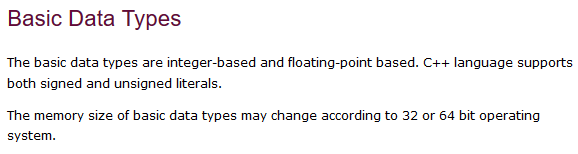 Basic Data Types
The basic data types are integer-based and floating-point based. C++ language supports
both signed and unsigned literals.
The memory size of basic data types may change according to 32 or 64 bit operating
system.